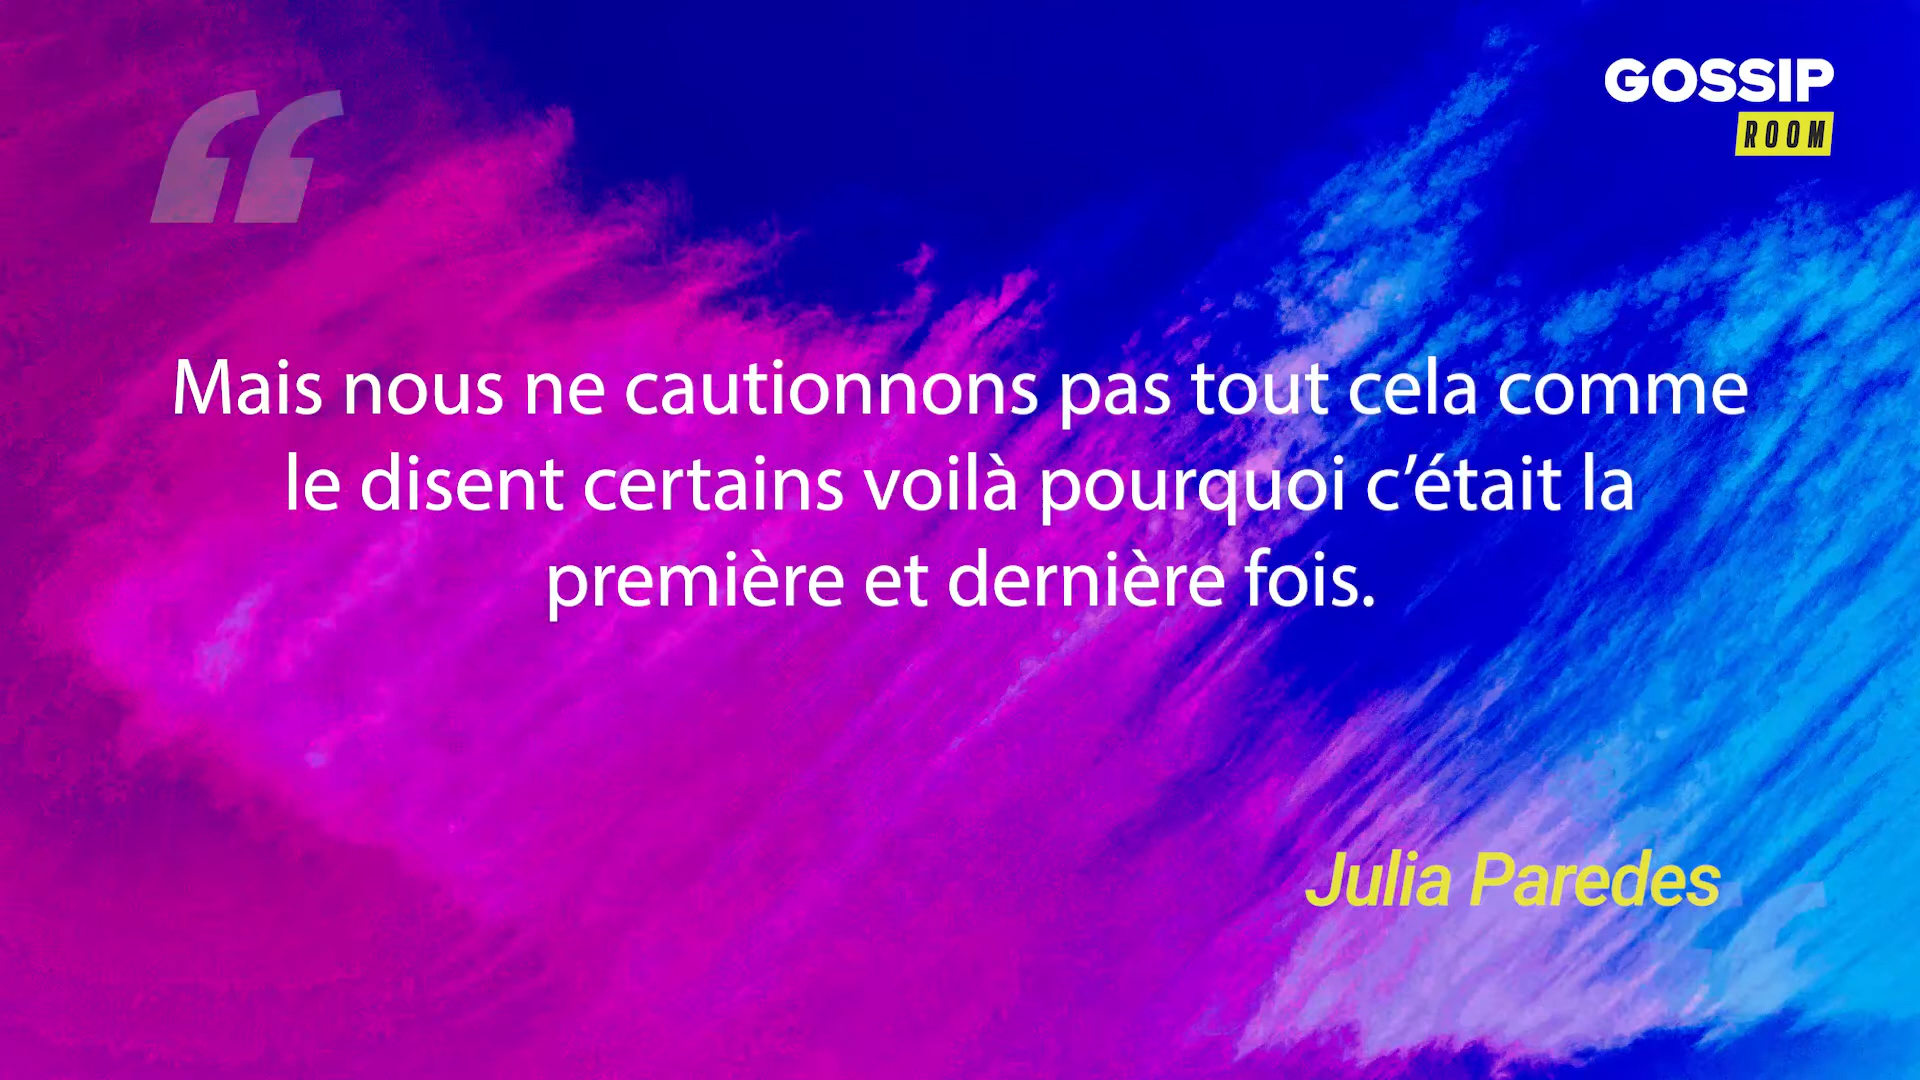 GOSSIP
ROOM
“
Mais nous ne cautionnons pas tout cela comme
le disent certains voilà pourquoi c’était la
première et dernière fois.
Julia Paredes
”